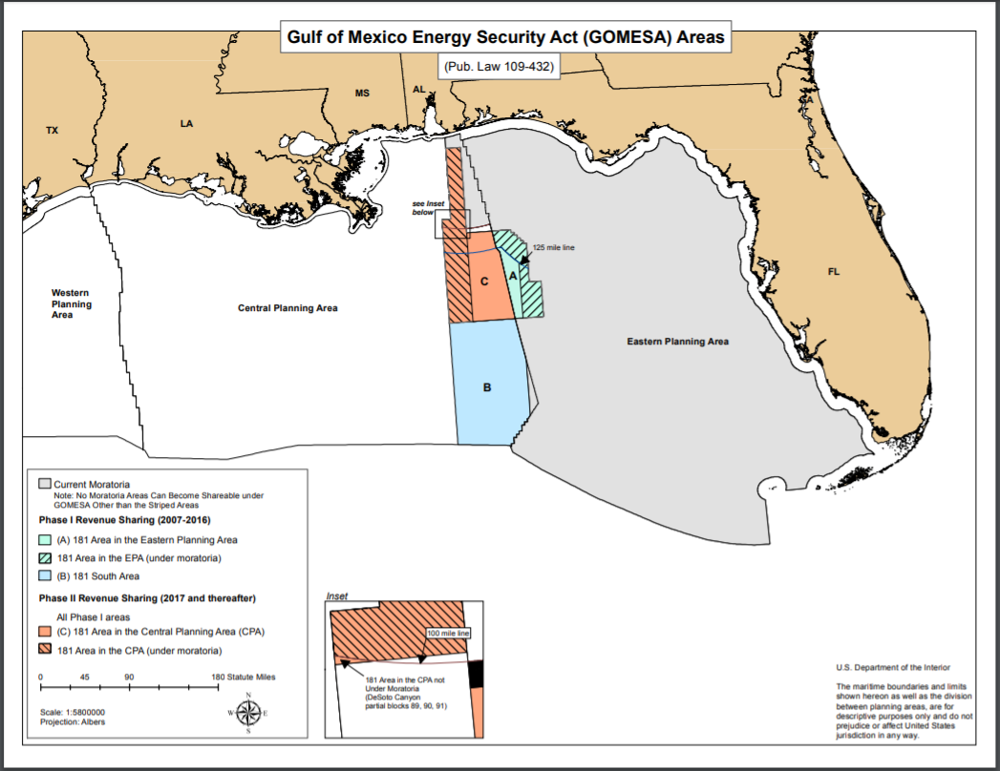 Gulf of Mexico Energy Security Act (GOMESA) Areas
(Pub. Law 109-432)
TX
LA
MS
AL
A
see Inset
below
125 mile line
C
A
FL
Western
Planning
Area
Central Planning Area
Eastern Planning Area
B
Current Moratoria
Note: No Moratoria Areas Can Become Shareable under
GOMESA Other than the Striped Areas
Phase I Revenue Sharing (2007-2016)
(A) 181 Area in the Eastern Planning Area
181 Area in the EPA (under moratoria)
(B) 181 South Area
Phase II Revenue Sharing (2017 and thereafter)
All Phase I areas
(C) 181 Area in the Central Planning Area (CPA)
181 Area in the CPA (under moratoria)
0 45 90 180 Statute Miles
Scale: 1:5800000
Projection: Albers
N
W E
S
Inset
100 mile line
181 Area in the CPA not
Under Moratoria
(DeSoto Canyon
partial blocks 89, 90, 91)
U.S. Department of the Interior
The maritime boundaries and limits
shown hereon as well as the division
between planning areas, are for
descriptive purposes only and do not
prejudice or affect United States
jurisdiction in any way.